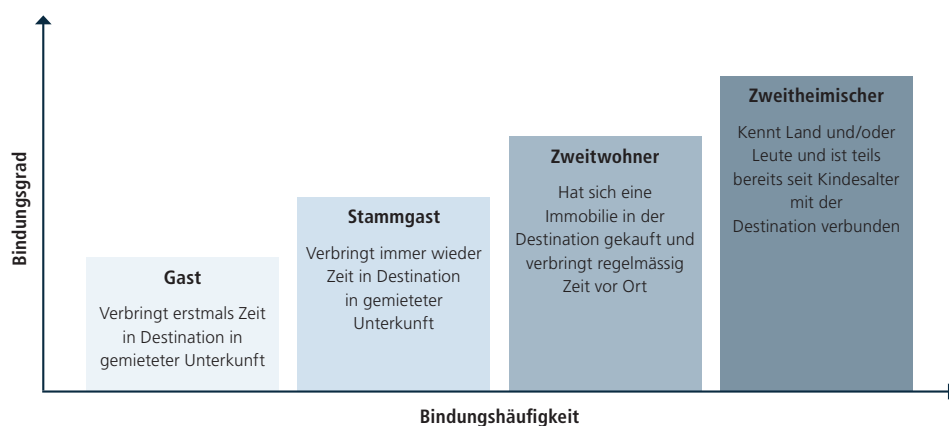 Bindungsgrad
Gast
Verbringt erstmals Zeit
in Destination in
gemieteter Unterkunft
Stammgast
Verbringt immer wieder
Zeit in Destination
in gemieteter
Unterkunft
Zweitwohner
Hat sich eine
Immobilie in der
Destination gekauft und
verbringt regelmässig
Zeit vor Ort
Zweitheimischer
Kennt Land und/oder
Leute und ist teils
bereits seit Kindesalter
mit der
Destination verbunden
Bindungshäufigkeit